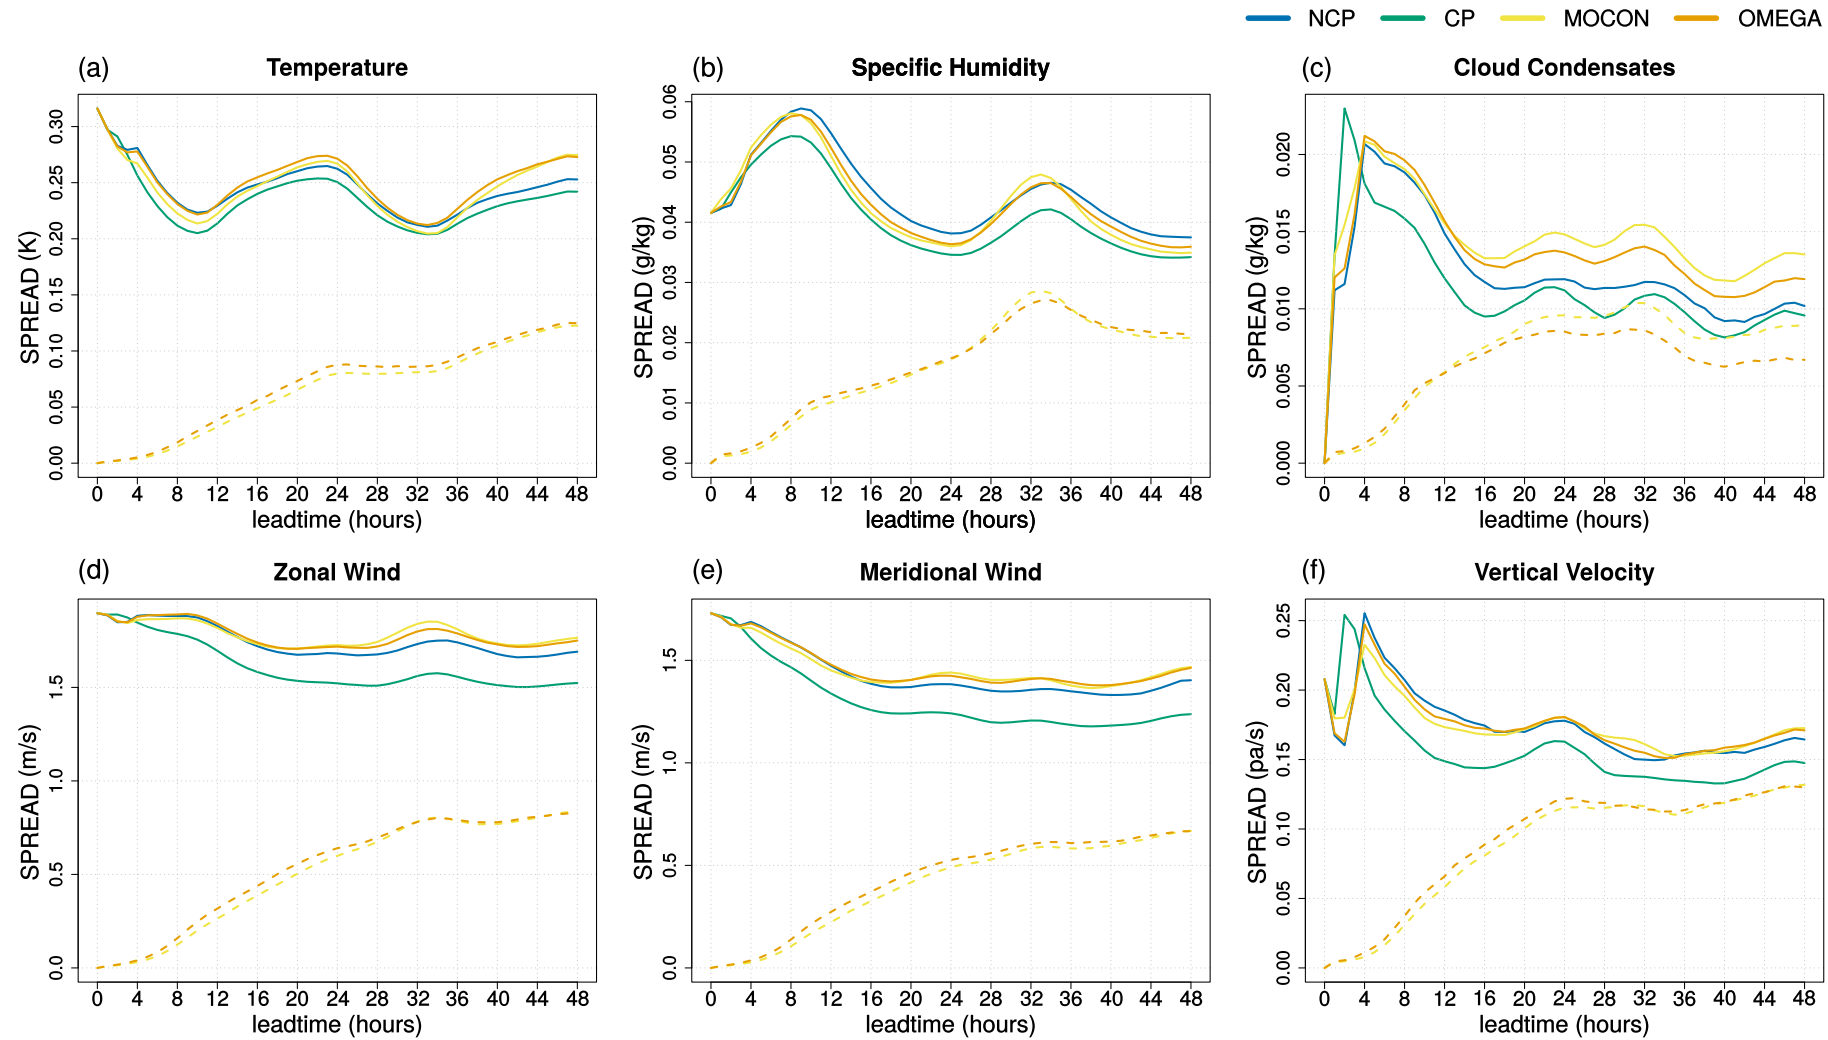 NCP CP MOCON OMEGA
(a) Temperature
SPREAD (K)
0.00 0.05 0.10 0.15 0.20 0.25 0.30
0 4 8 12 16 20 24 28 32 36 40 44 48
leadtime (hours)
(b) Specific Humidity
SPREAD (g/kg)
0.00 0.01 0.02 0.03 0.04 0.05 0.06
0 4 8 12 16 20 24 28 32 36 40 44 48
leadtime (hours)
(c) Cloud Condensates
SPREAD (g/kg)
0.000 0.005 0.010 0.015 0.020
0 4 8 12 16 20 24 28 32 36 40 44 48
leadtime (hours)
(d) Zonal Wind
SPREAD (m/s)
0.0 0.5 1.0 1.5
0 4 8 12 16 20 24 28 32 36 40 44 48
leadtime (hours)
(e) Meridional Wind
SPREAD (m/s)
0.0 0.5 1.0 1.5
0 4 8 12 16 20 24 28 32 36 40 44 48
leadtime (hours)
(f) Vertical Velocity
SPREAD (pa/s)
0.00 0.05 0.10 0.15 0.20 0.25
0 4 8 12 16 20 24 28 32 36 40 44 48
leadtime (hours)